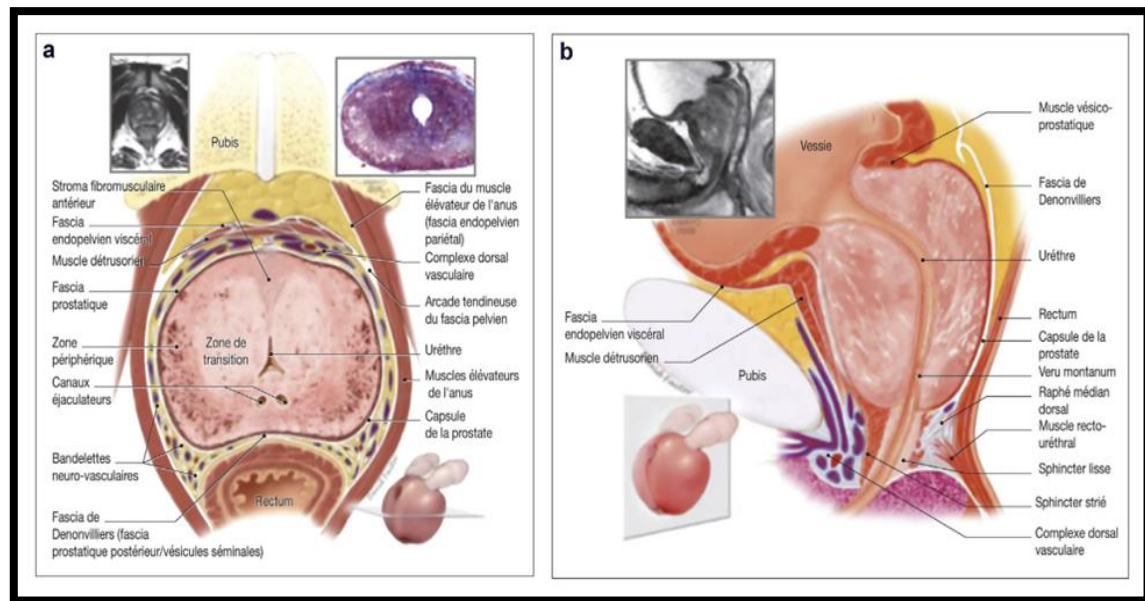 a
Pubis
Stroma fibromusculaire
antérieur
Fascia
endopelvien viscéral
Muscle détrusorien
Fascia
prostatique
Zone
périphérique
Canaux
éjaculateurs
Bandelettes
neuro-vasculaires
Fascia de
Denonvilliers (fascia
prostatique postérieur/vésicules séminales)
Zone de
transition
Rectum
Fascia du muscle
élévateur de l'anus
(fascia endopelvien
pariétal)
Complexe dorsal
vasculaire
Arcade tendineuse
du fascia pelvien
Uréthre
Muscles élévateurs
de l'anus
Capsule
de la prostate
b
Vessie
Fascia
endopelvien viscéral
Muscle détrusorien
Pubis
Muscle vésico-
prostatique
Fascia de
Denonvilliers
Uréthre
Rectum
Capsule de la
prostate
Veru montanum
Raphé médian
dorsal
Muscle recto-
uréthral
Sphincter lisse
Sphincter strié
Complexe dorsal
vasculaire